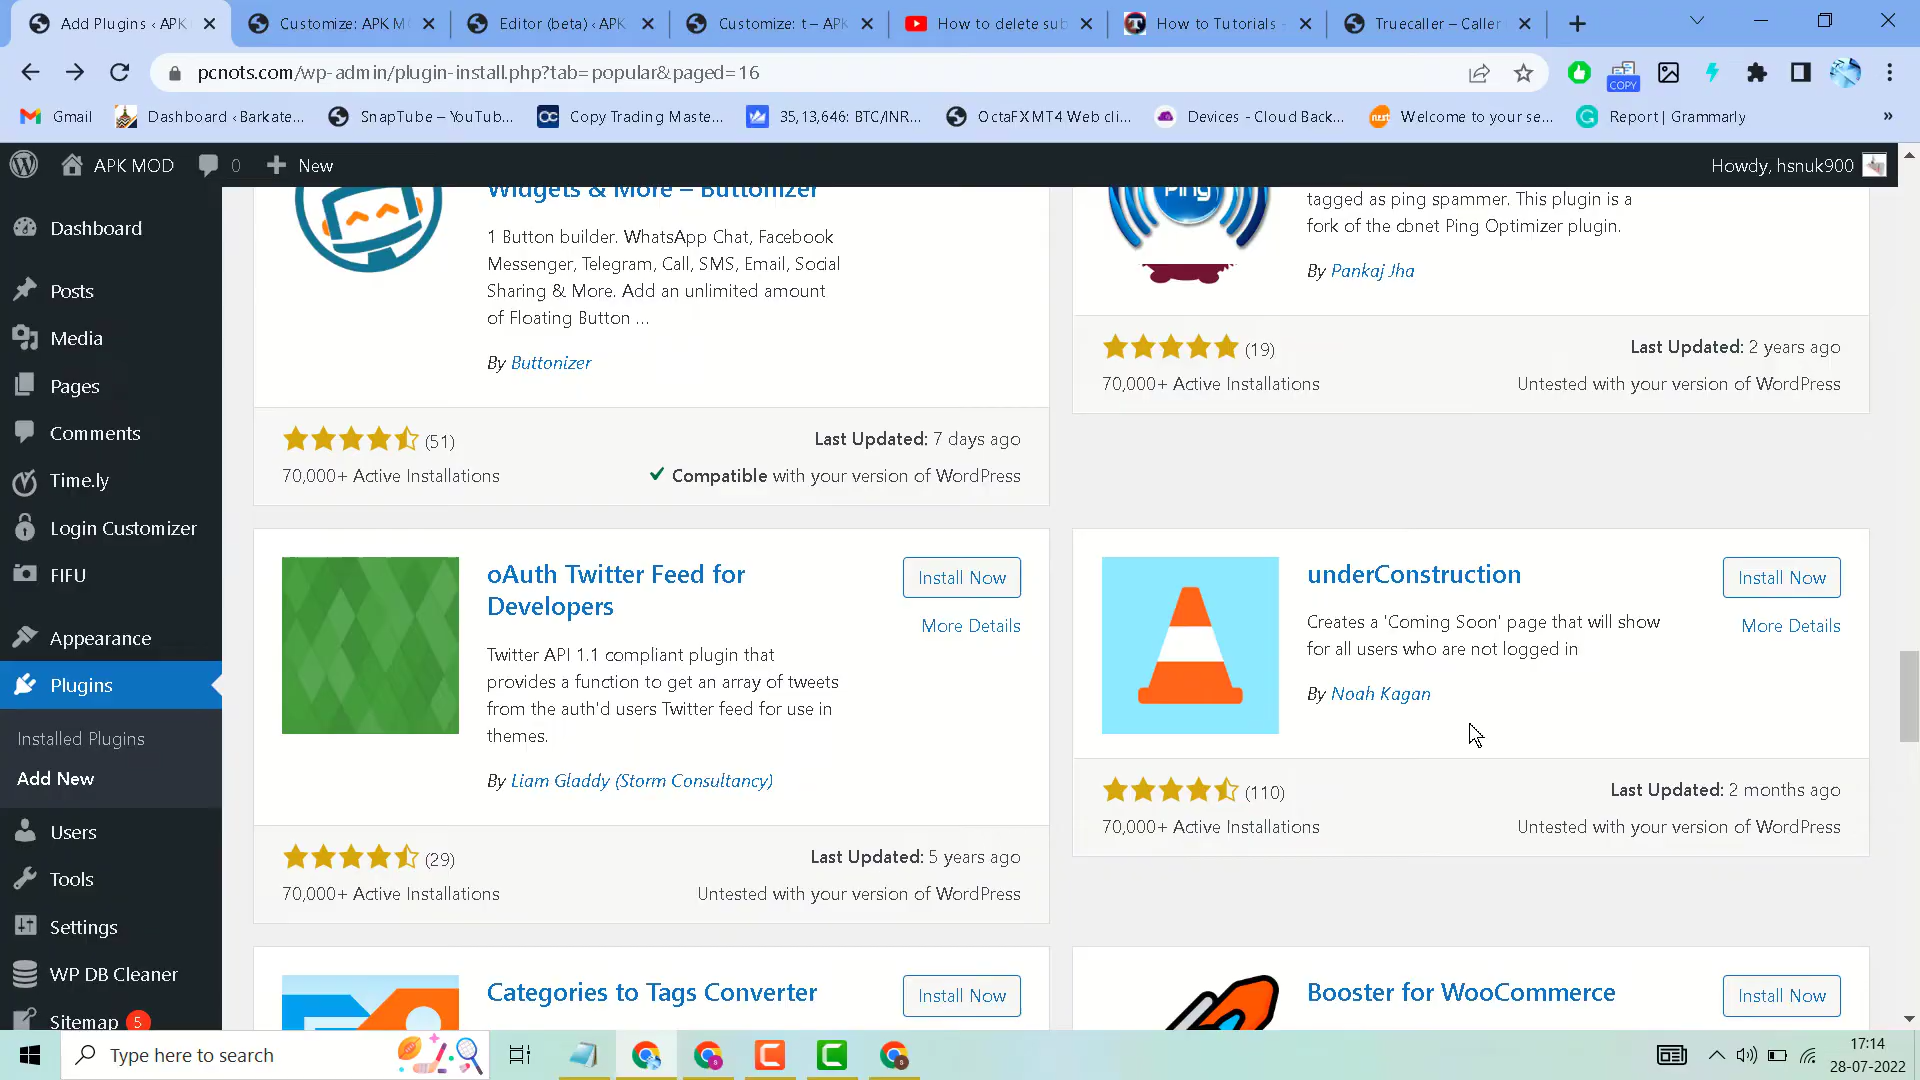 Add Plugins ‹ APK
Customize: APK M
Editor (beta) ‹ APK
Customize: t – APK
How to delete sub
How to Tutorials -
Truecaller – Caller
pcnots.com/wp-admin/plugin-install.php?tab=popular&paged=16
COPY
Gmail
Dashboard ‹ Barkate...
SnapTube – YouTub...
CC
Copy Trading Maste...
35,13,646: BTC/INR...
OctaFX MT4 Web cli...
Devices - Cloud Back...
nest
Welcome to your se...
Report | Grammarly
»
APK MOD
0
New
Howdy, hsnuk900
Dashboard
Posts
Media
Pages
Comments
Time.ly
Login Customizer
FIFU
Appearance
Plugins
Installed Plugins
Add New
Users
Tools
Settings
WP DB Cleaner
Sitemap 5
Widgets & More – Buttonizer
1 Button builder. WhatsApp Chat, Facebook
Messenger, Telegram, Call, SMS, Email, Social
Sharing & More. Add an unlimited amount
of Floating Button ...
By Buttonizer
(51)
70,000+ Active Installations
Last Updated: 7 days ago
Compatible with your version of WordPress
Ping
tagged as ping spammer. This plugin is a
fork of the cbnet Ping Optimizer plugin.
By Pankaj Jha
(19)
70,000+ Active Installations
Last Updated: 2 years ago
Untested with your version of WordPress
oAuth Twitter Feed for
Developers
Install Now
More Details
Twitter API 1.1 compliant plugin that
provides a function to get an array of tweets
from the auth'd users Twitter feed for use in
themes.
By Liam Gladdy (Storm Consultancy)
(29)
70,000+ Active Installations
Last Updated: 5 years ago
Untested with your version of WordPress
underConstruction
Install Now
More Details
Creates a 'Coming Soon' page that will show
for all users who are not logged in
By Noah Kagan
(110)
70,000+ Active Installations
Last Updated: 2 months ago
Untested with your version of WordPress
Categories to Tags Converter
Install Now
Booster for WooCommerce
Install Now
Type here to search
17:14
28-07-2022